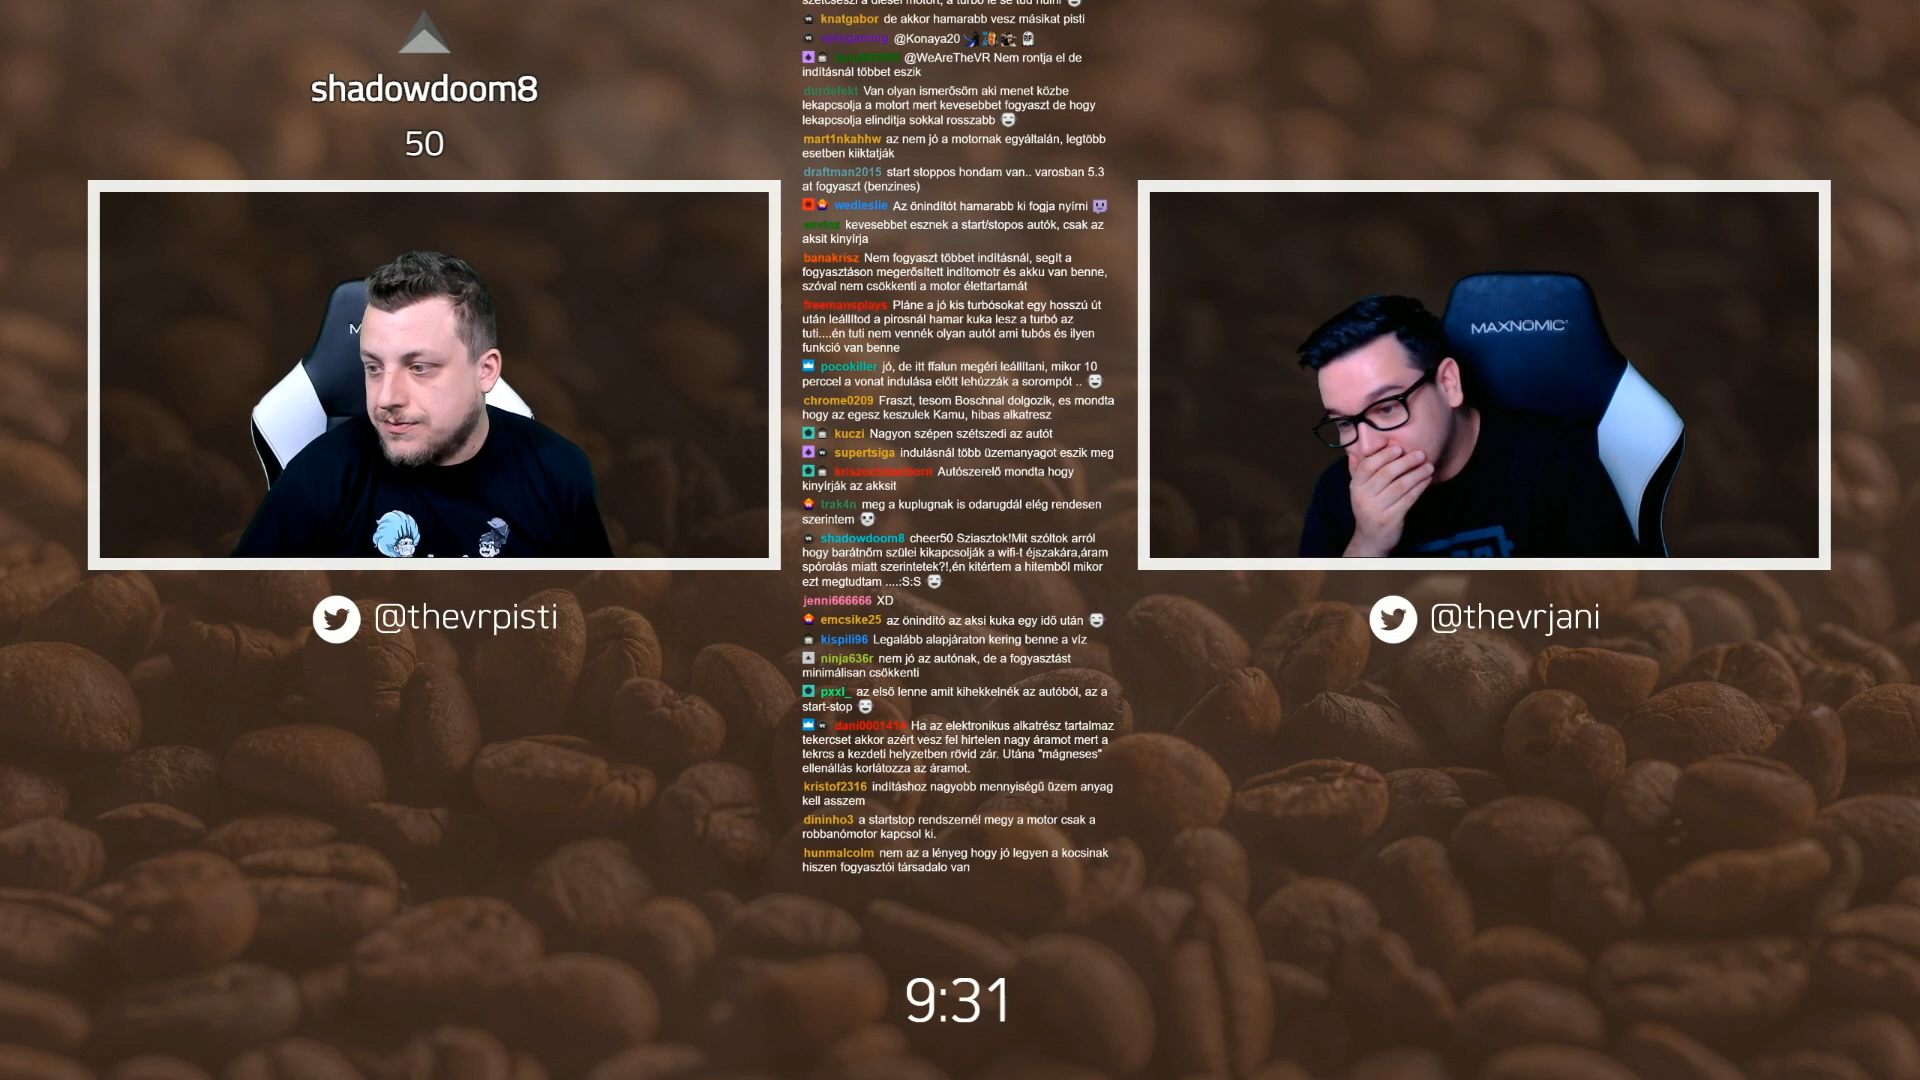 shadowdoom8
50
knatgabor de akkor hamarabb vesz másikat pisti
optygaming @Konaya20
@WeAreTheVR Nem rontja el de
indításnál többet eszik
durdefekt Van olyan ismerősöm aki menet közbe
lekapcsolja a motort mert kevesebbet fogyaszt de hogy
lekapcsolja elindítja sokkal rosszabb
mart1nkahhw az nem jó a motornak egyáltalán, legtöbb
esetben kiiktatják
draftman2015 start stoppos hondam van.. varosban 5.3
at fogyaszt (benzines)
wedleslie Az önindítót hamarabb ki fogja nyírni
kevesebbet esznek a start/stopos autók, csak az
aksit kinyírja
banakrisz Nem fogyaszt többet indításnál, segít a
fogyasztáson megerősített indítomotr és akku van benne,
szóval nem csökkenti a motor élettartamát
freemansplays Pláne a jó kis turbósokat egy hosszú út
után leállítod a pirosnál hamar kuka lesz a turbó az
tuti....én tuti nem vennék olyan autót ami tubós és ilyen
funkció van benne
pocokiller jó, de itt ffalun megéri leállítani, mikor 10
perccel a vonat indulása előtt lehúzzák a sorompót ..
chrome0209 Fraszt, tesom Boschnal dolgozik, es mondta
hogy az egesz keszulek Kamu, hibas alkatresz
kuczi Nagyon szépen szétszedi az autót
supertsiga indulásnál több üzemanyagot eszik meg
Autószerelő mondta hogy
kinyírják az akksit
trak4n meg a kuplugnak is odarugdál elég rendesen
szerintem
shadowdoom8 cheer50 Sziasztok!Mit szóltok arról
hogy barátnőm szülei kikapcsolják a wifi-t éjszakára,áram
spórolás miatt szerintetek?!,én kitértem a hitemből mikor
ezt megtudtam ....:S:S
jenni666666 XD
emcsike25 az önindító az aksi kuka egy idő után
kispili96 Legalább alapjáraton kering benne a víz
ninja636r nem jó az autónak, de a fogyasztást
minimálisan csökkenti
pxxl_ az első lenne amit kihekkelnék az autóból, az a
start-stop
dani0001414 Ha az elektronikus alkatrész tartalmaz
tekercset akkor azért vesz fel hirtelen nagy áramot mert a
tekrcs a kezdeti helyzetben rövid zár. Utána "mágneses"
ellenállás korlátozza az áramot.
kristof2316 indításhoz nagyobb mennyiségű üzem anyag
kell asszem
dininho3 a startstop rendszernél megy a motor csak a
robbanómotor kapcsol ki.
hunmalcolm nem az a lényeg hogy jó legyen a kocsinak
hiszen fogyasztói társadalo van
MAXNOMIC
@thevrpisti
@thevrjani
9:31